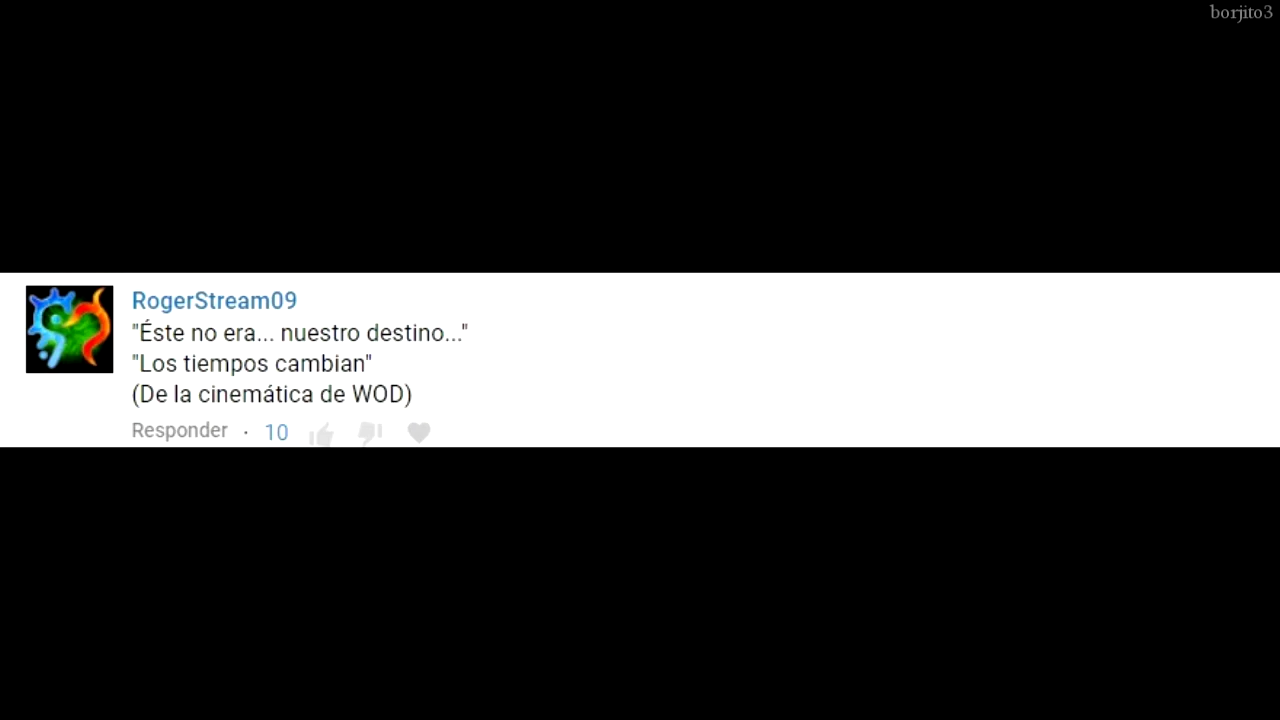 borjito3
RogerStream09
"Éste no era... nuestro destino..."
"Los tiempos cambian"
(De la cinemática de WOD)
Responder · 10